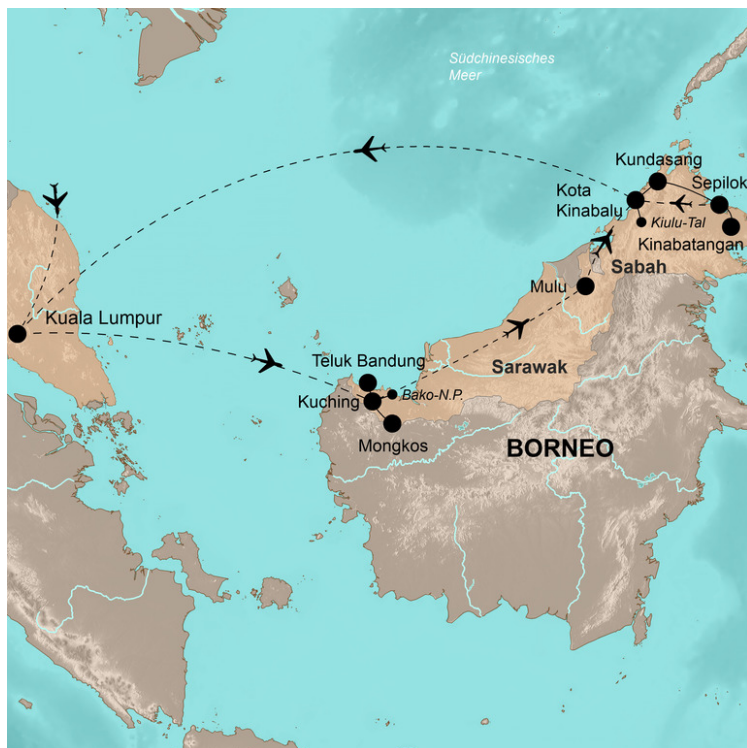 Südchinesisches
Meer
Kundasang
Sepilok
Kota
Kinabalu
Kiulu-Tal
Kinabatangan
Sabah
Mulu
Kuala Lumpur
Teluk Bandung
Sarawak
Bako-N.P.
Kuching
Mongkos
BORNEO